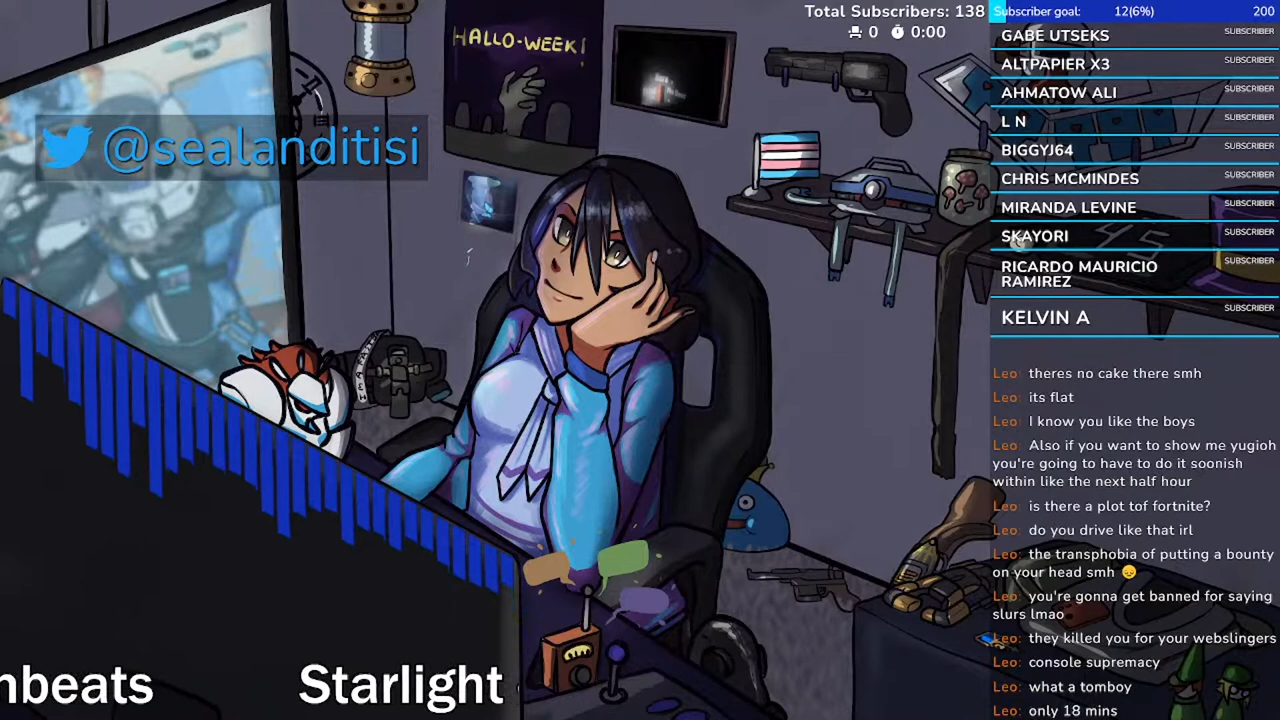 Total Subscribers: 138
0 0:00
Subscriber goal: 12(6%) 200
HALLO-WEEK!
@sealanditisi
GABE UTSEKS SUBSCRIBER
ALTPAPIER X3 SUBSCRIBER
AHMATOW ALI SUBSCRIBER
L N SUBSCRIBER
BIGGYJ64 SUBSCRIBER
CHRIS MCMINDES SUBSCRIBER
MIRANDA LEVINE SUBSCRIBER
SKAYORI SUBSCRIBER
RICARDO MAURICIO SUBSCRIBER
RAMIREZ
KELVIN A SUBSCRIBER
45
Leo: theres no cake there smh
Leo: its flat
Leo: I know you like the boys
Leo: Also if you want to show me yugioh
you're going to have to do it soonish
within like the next half hour
Leo: is there a plot tof fortnite?
Leo: do you drive like that irl
Leo: the transphobia of putting a bounty
on your head smh 😔
Leo: you're gonna get banned for saying
slurs lmao
Leo: they killed you for your webslingers
Leo: console supremacy
Leo: what a tomboy
Leo: only 18 mins
nbeats Starlight